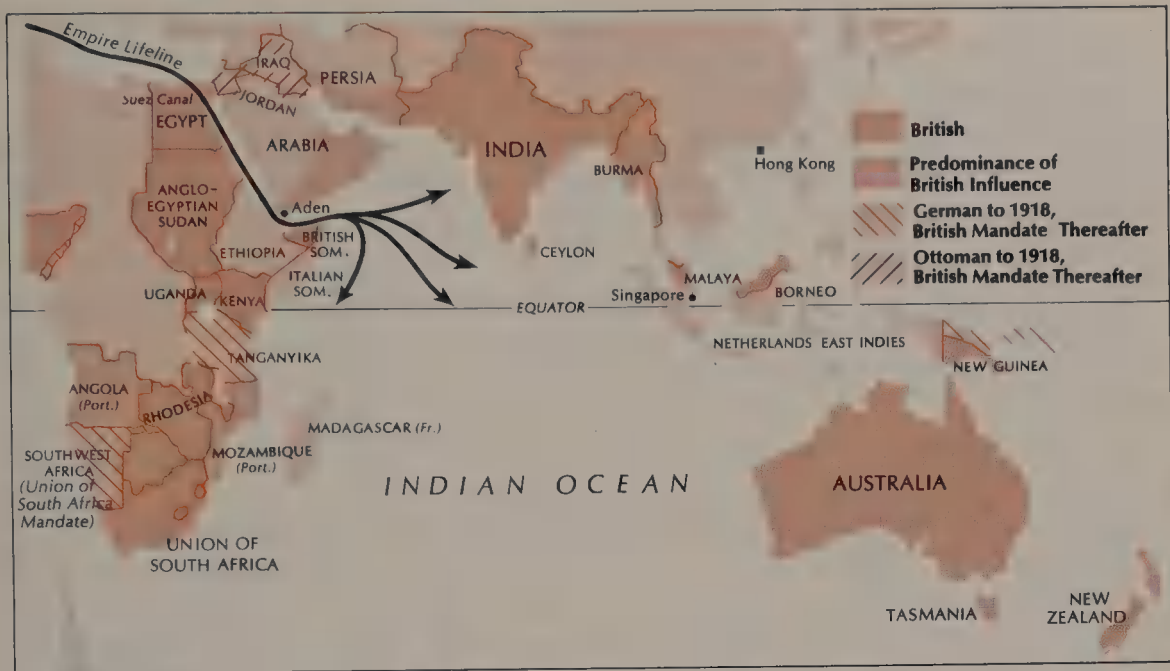 Empire Lifeline
IRAQ
PERSIA
JORDAN
Suez Canal
EGYPT
ARABIA
INDIA
BURMA
Hong Kong
ANGLO-
EGYPTIAN
SUDAN
Aden
ETHIOPIA
BRITISH
SOM.
ITALIAN
SOM.
CEYLON
UGANDA
KENYA
MALAYA
Singapore
BORNEO
EQUATOR
TANGANYIKA
NETHERLANDS EAST INDIES
NEW GUINEA
ANGOLA
(Port.)
RHODESIA
MADAGASCAR (Fr.)
MOZAMBIQUE
(Port.)
SOUTHWEST
AFRICA
(Union of
South Africa
Mandate)
INDIAN OCEAN
AUSTRALIA
UNION OF
SOUTH AFRICA
TASMANIA
NEW
ZEALAND
British
Predominance of
British Influence
German to 1918,
British Mandate Thereafter
Ottoman to 1918,
British Mandate Thereafter